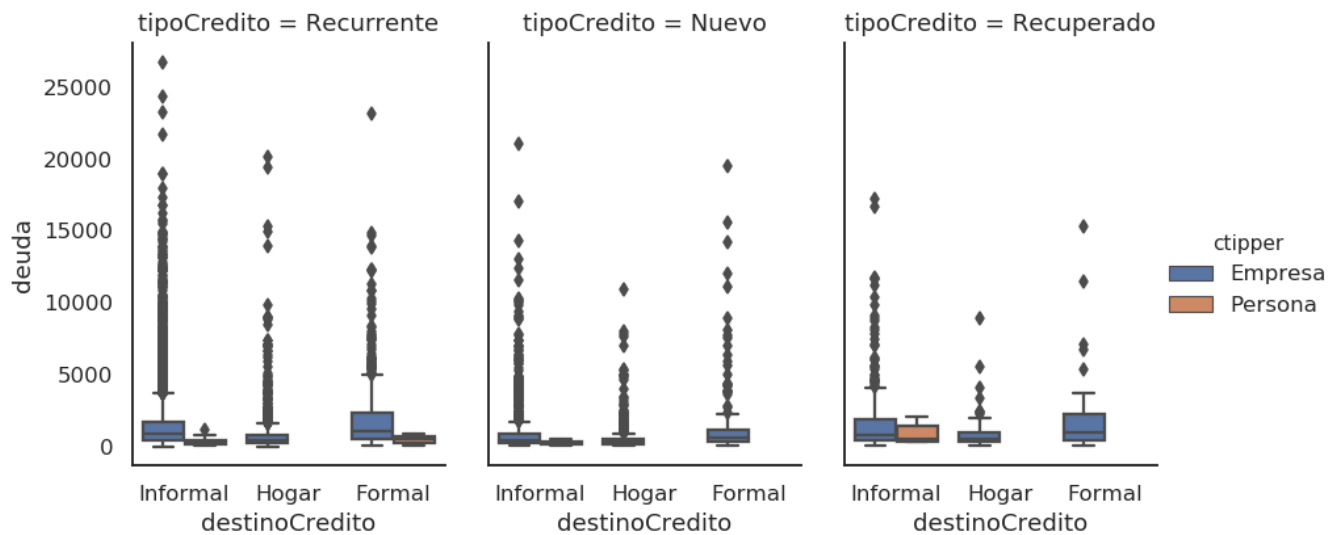 tipoCredito = Recurrente
tipoCredito = Nuevo
tipoCredito = Recuperado
deuda
25000
20000
15000
10000
5000
0
Informal Hogar Formal
destinoCredito
Informal Hogar Formal
destinoCredito
Informal Hogar Formal
destinoCredito
ctipper
Empresa
Persona